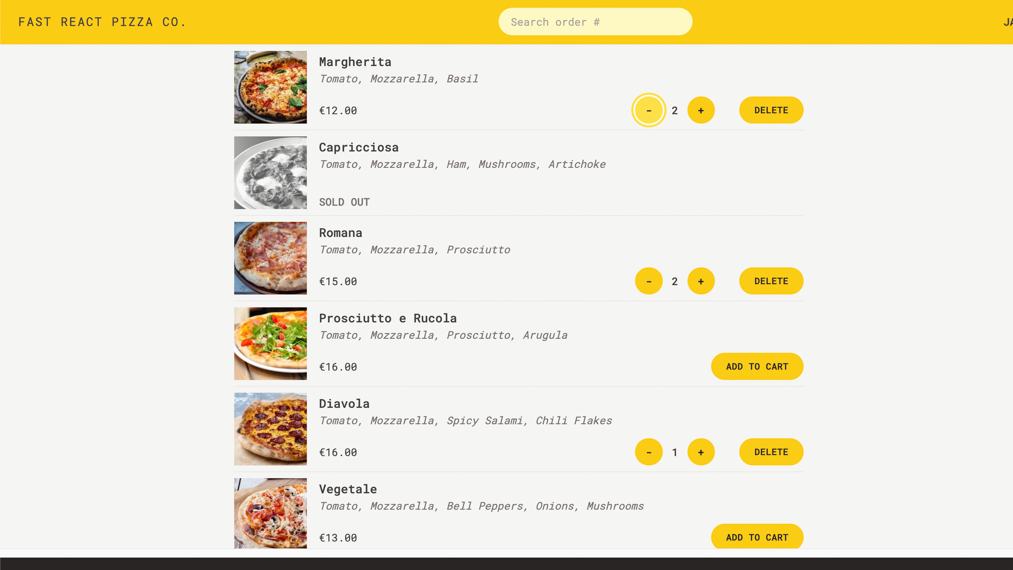 FAST REACT PIZZA CO.
Search order #
JA
Margherita
Tomato, Mozzarella, Basil
€12.00
- 2 + DELETE
Capricciosa
Tomato, Mozzarella, Ham, Mushrooms, Artichoke
SOLD OUT
Romana
Tomato, Mozzarella, Prosciutto
€15.00
- 2 + DELETE
Prosciutto e Rucola
Tomato, Mozzarella, Prosciutto, Arugula
€16.00
ADD TO CART
Diavola
Tomato, Mozzarella, Spicy Salami, Chili Flakes
€16.00
- 1 + DELETE
Vegetale
Tomato, Mozzarella, Bell Peppers, Onions, Mushrooms
€13.00
ADD TO CART